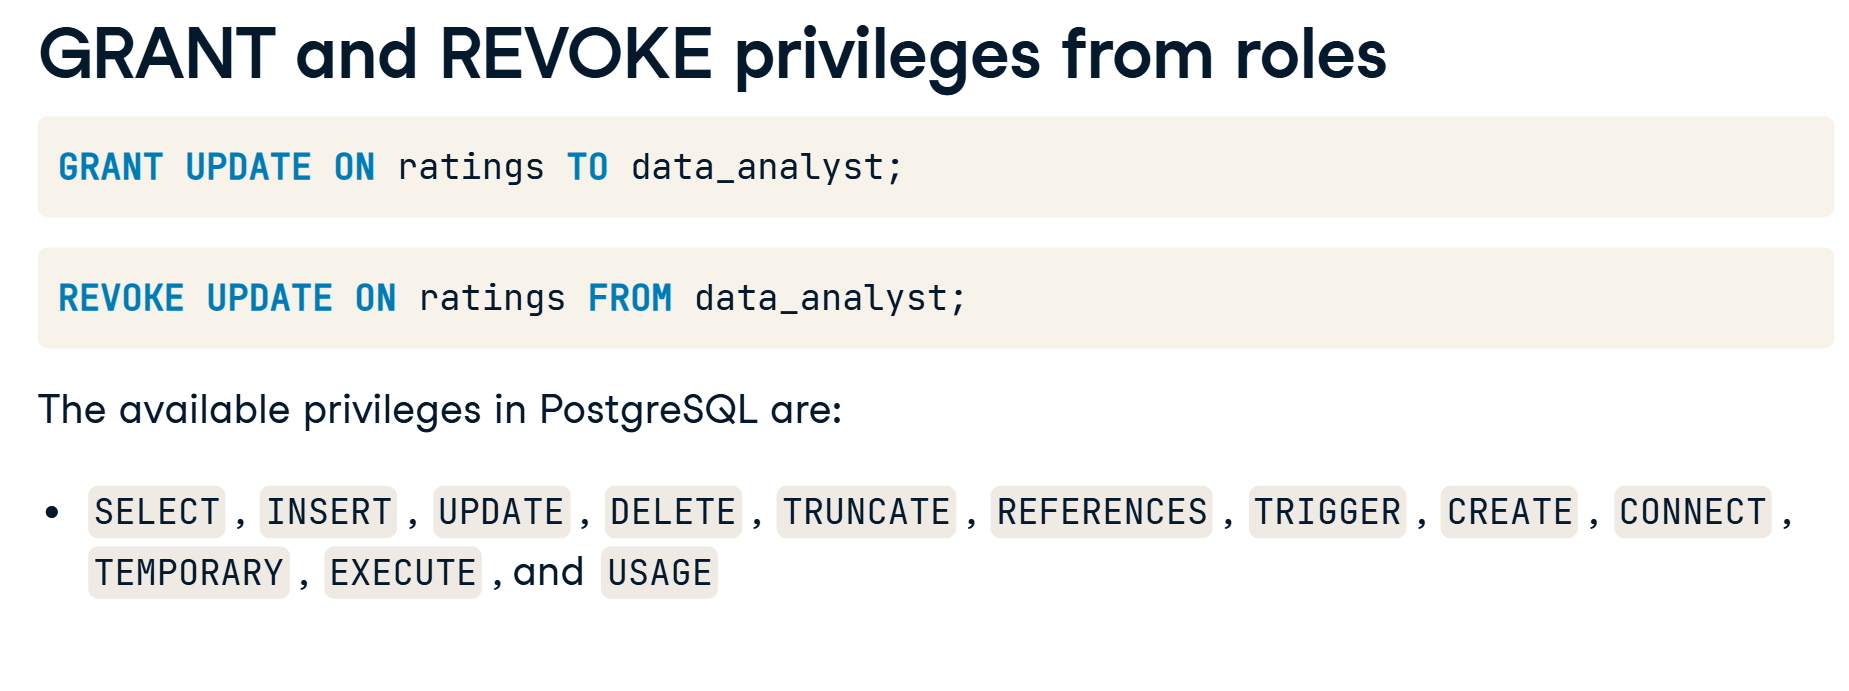 GRANT and REVOKE privileges from roles
GRANT UPDATE ON ratings TO data_analyst;
REVOKE UPDATE ON ratings FROM data_analyst;
The available privileges in PostgreSQL are:
• SELECT , INSERT , UPDATE , DELETE , TRUNCATE , REFERENCES , TRIGGER , CREATE , CONNECT ,
TEMPORARY , EXECUTE , and USAGE